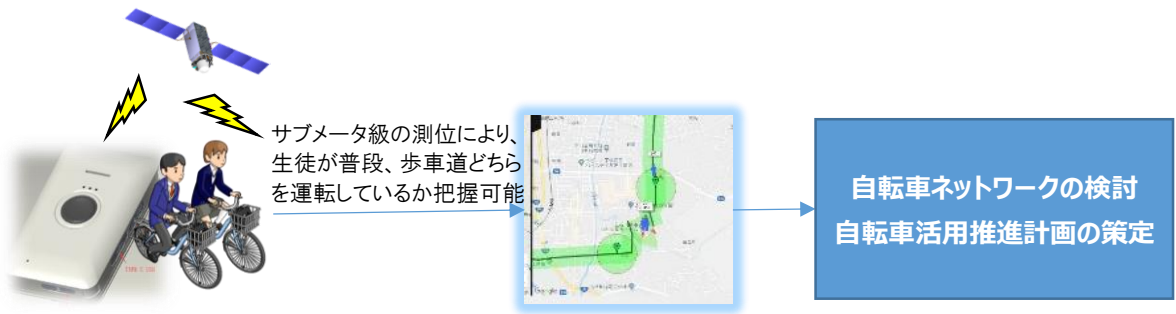 サブメータ級の測位により、
生徒が普段、歩車道どちら
を運転しているか把握可能
Google
自転車ネットワークの検討
自転車活用推進計画の策定